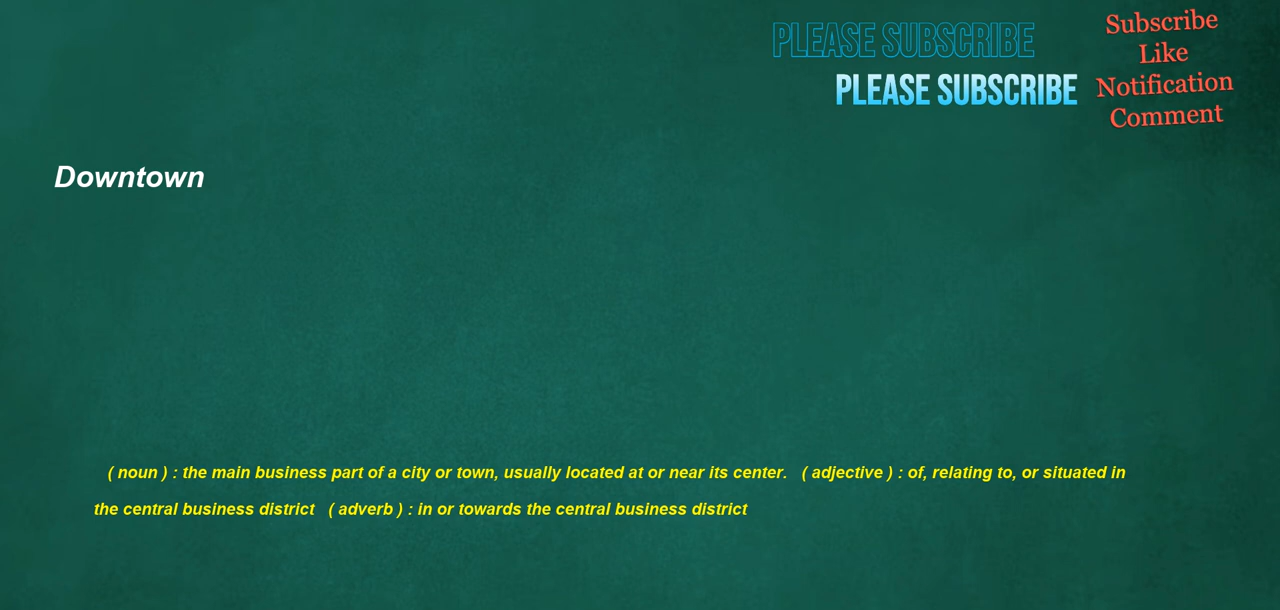 PLEASE SUBSCRIBE
PLEASE SUBSCRIBE
Subscribe
Like
Notification
Comment
Downtown
( noun ) : the main business part of a city or town, usually located at or near its center. ( adjective ) : of, relating to, or situated in
the central business district ( adverb ) : in or towards the central business district